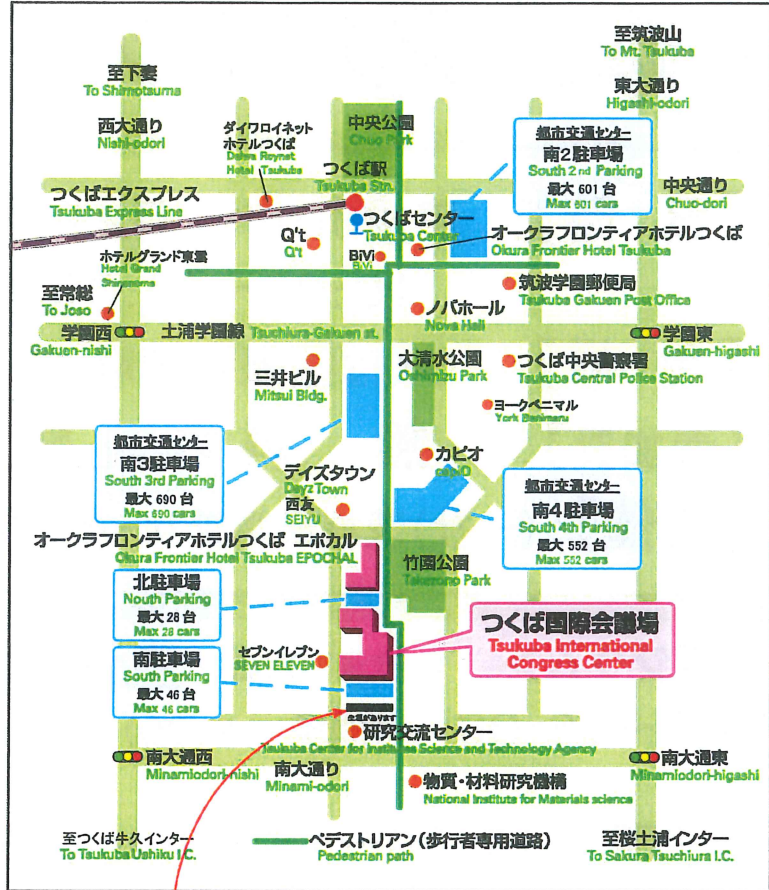 至筑波山
To Mt. Tsukuba
至下妻
To Shimotsuma
東大通り
Higashi-odori
西大通り
Nishi-odori
ダイワロイネット
ホテルつくば
Daiwa Roynet
Hotel Tsukuba
中央公園
Chuo Park
都市交通センター
南2駐車場
South 2nd Parking
最大 601 台
Max 601 cars
つくば駅
Tsukuba Stn.
中央通り
Chuo-dori
つくばエクスプレス
Tsukuba Express Line
つくばセンター
Tsukuba Center
Q't
Q't
BiVi
BiVi
オークラフロンティアホテルつくば
Okura Frontier Hotel Tsukuba
ホテルグランド東雲
Hotel Grand
Shinonome
筑波学園郵便局
Tsukuba Gakuen Post Office
至常総
To Joso
ノバホール
Nova Hall
学園西
Gakuen-nishi
土浦学園線
Tsuchiura-Gakuen st.
学園東
Gakuen-higashi
三井ビル
Mitsui Bldg.
大清水公園
Oshimizu Park
つくば中央警察署
Tsukuba Central Police Station
ヨークベニマル
York Benimaru
都市交通センター
南3駐車場
South 3rd Parking
最大 690 台
Max 690 cars
カピオ
capiO
デイズタウン
Dayz Town
西友
SEIYU
都市交通センター
南4駐車場
South 4th Parking
最大 552 台
Max 552 cars
オークラフロンティアホテルつくば エポカル
Okura Frontier Hotel Tsukuba EPOCHAL
竹園公園
Takezono Park
北駐車場
Nouth Parking
最大 28 台
Max 28 cars
つくば国際会議場
Tsukuba International
Congress Center
セブンイレブン
SEVEN ELEVEN
南駐車場
South Parking
最大 46 台
Max 46 cars
研究交流センター
Tsukuba Center for Institutes Science and Technology Agency
南大通西
Minamiodori-nishi
南大通り
Minami-odori
南大通東
Minamiodori-higashi
物質・材料研究機構
National Institute for Materials science
至つくば牛久インター
To Tsukuba Ushiku I.C.
ペデストリアン(歩行者専用道路)
Pedestrian path
至桜土浦インター
To Sakura Tsuchiura I.C.